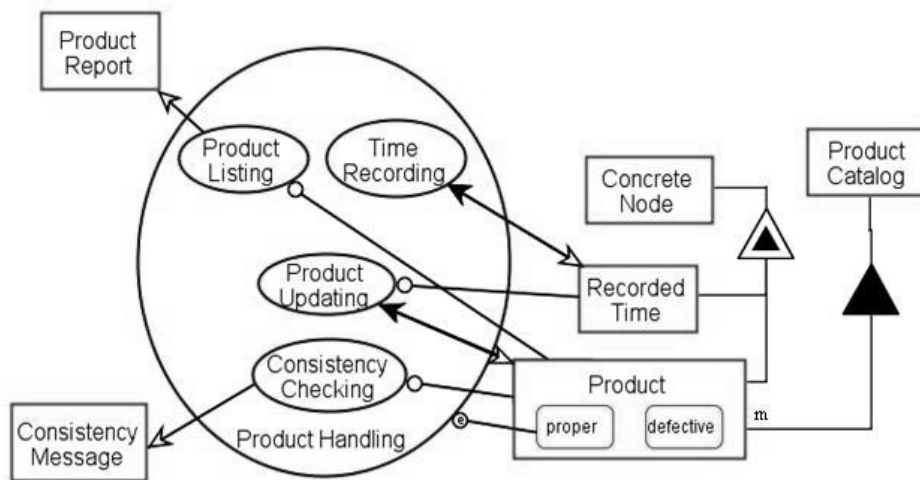 Product
Report
Product
Listing
Time
Recording
Concrete
Node
Product
Catalog
Product
Updating
Recorded
Time
Consistency
Checking
Product
m
e
proper
defective
Product Handling
Consistency
Message